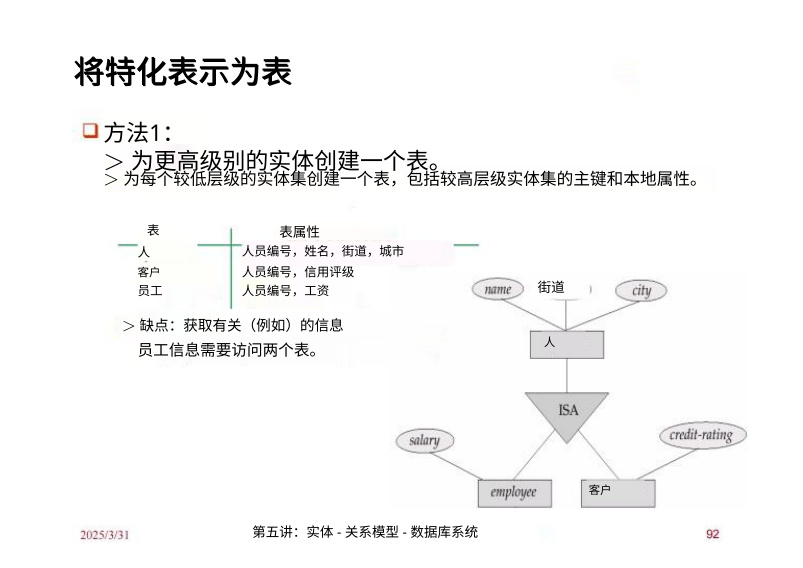 将特化表示为表
方法1：
> 为更高级别的实体创建一个表。
> 为每个较低层级的实体集创建一个表，包括较高层级实体集的主键和本地属性。
表 表属性
人 人员编号，姓名，街道，城市
客户 人员编号，信用评级
员工 人员编号，工资
> 缺点：获取有关（例如）的信息
员工信息需要访问两个表。
name 街道 city
人
ISA
salary credit-rating
employee 客户
2025/3/31 第五讲：实体 - 关系模型 - 数据库系统 92